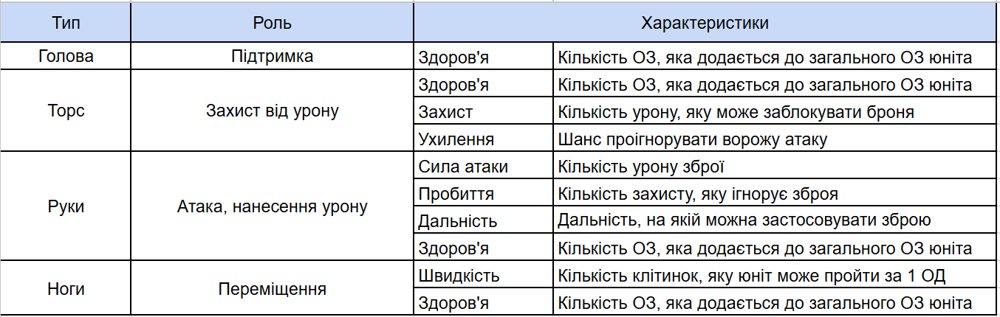 Тип Роль Характеристики
Голова Підтримка Здоров'я Кількість ОЗ, яка додається до загального ОЗ юніта
Торс Захист від урону Здоров'я Кількість ОЗ, яка додається до загального ОЗ юніта
Захист Кількість урону, яку може заблокувати броня
Ухилення Шанс проігнорувати ворожу атаку
Руки Атака, нанесення урону Сила атаки Кількість урону зброї
Пробиття Кількість захисту, яку ігнорує зброя
Дальність Дальність, на якій можна застосовувати зброю
Здоров'я Кількість ОЗ, яка додається до загального ОЗ юніта
Ноги Переміщення Швидкість Кількість клітинок, яку юніт може пройти за 1 ОД
Здоров'я Кількість ОЗ, яка додається до загального ОЗ юніта